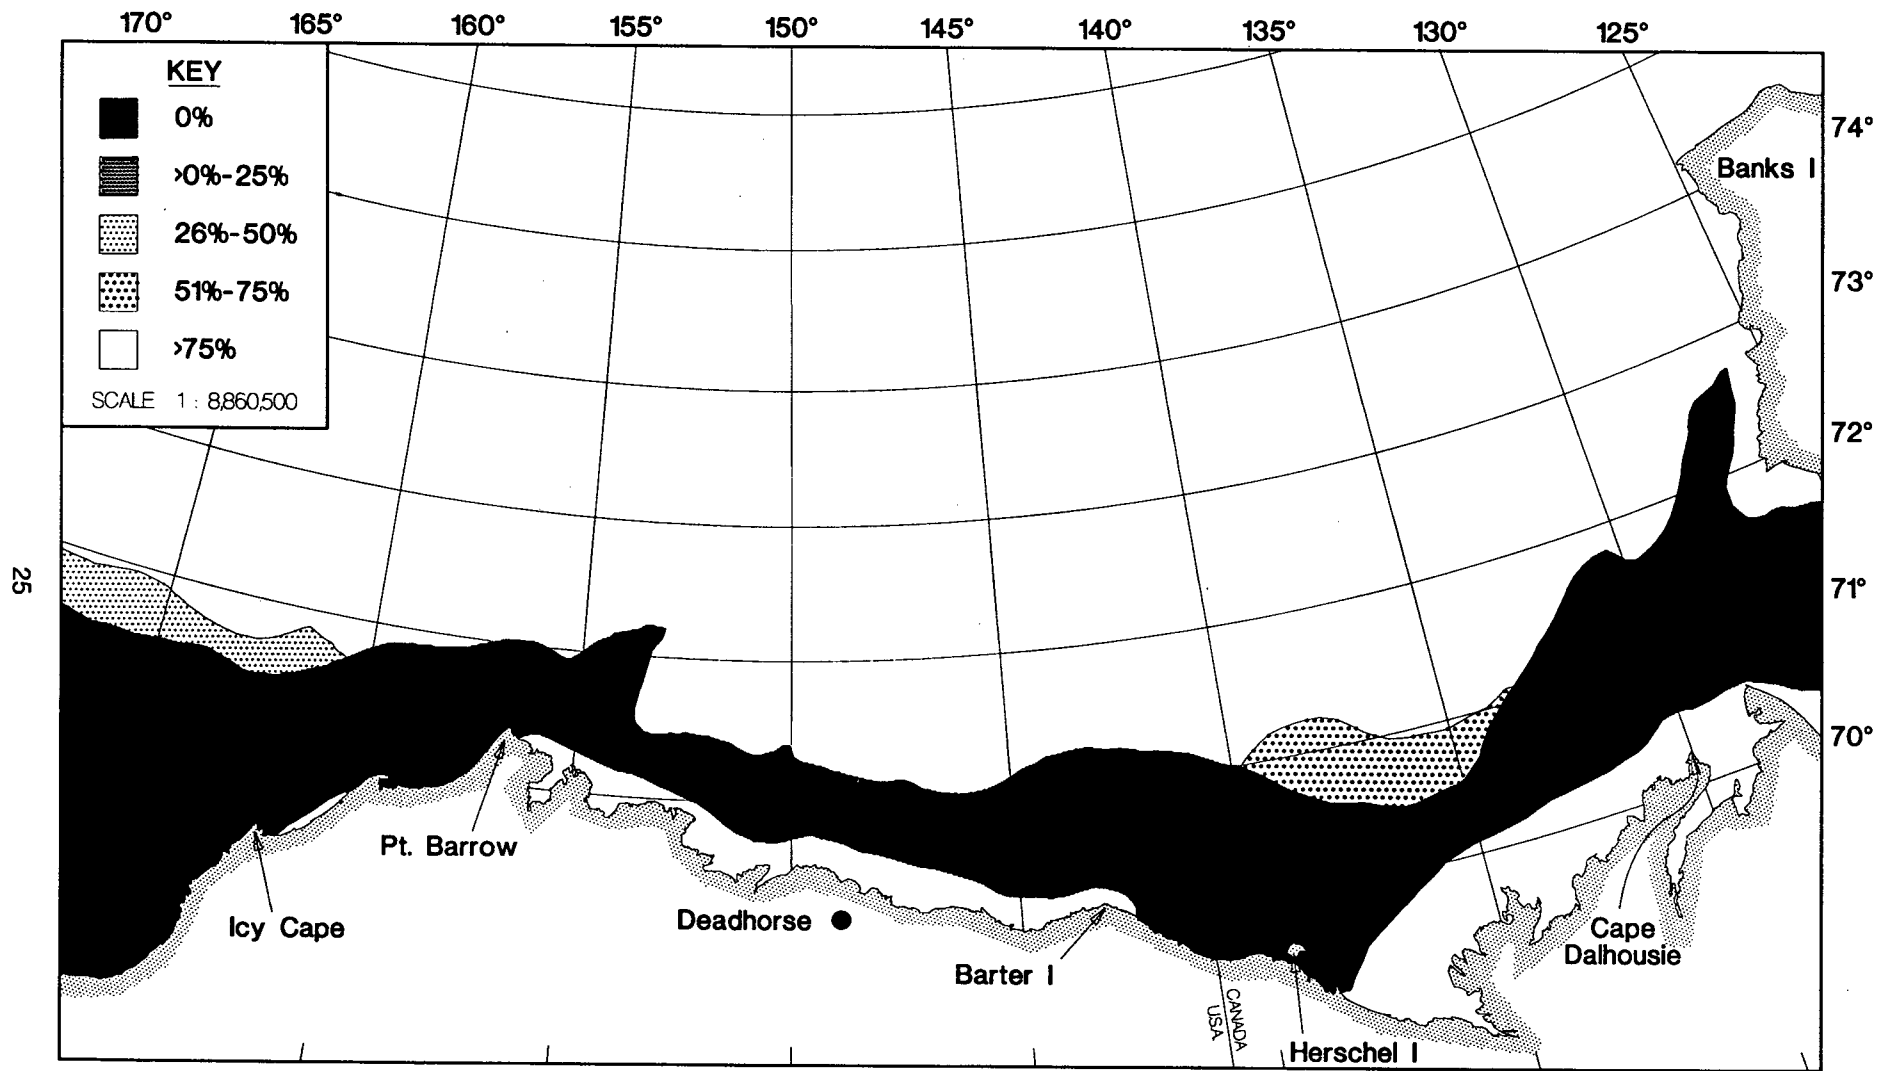 170° 165° 160° 155° 150° 145° 140° 135° 130° 125°
KEY
0%
>0%-25%
26%-50%
51%-75%
>75%
SCALE 1 : 8,860,500
74°
73°
72°
71°
70°
Banks I
Pt. Barrow
Icy Cape
Deadhorse
Barter I
CANADA
USA
Herschel I
Cape
Dalhousie
25